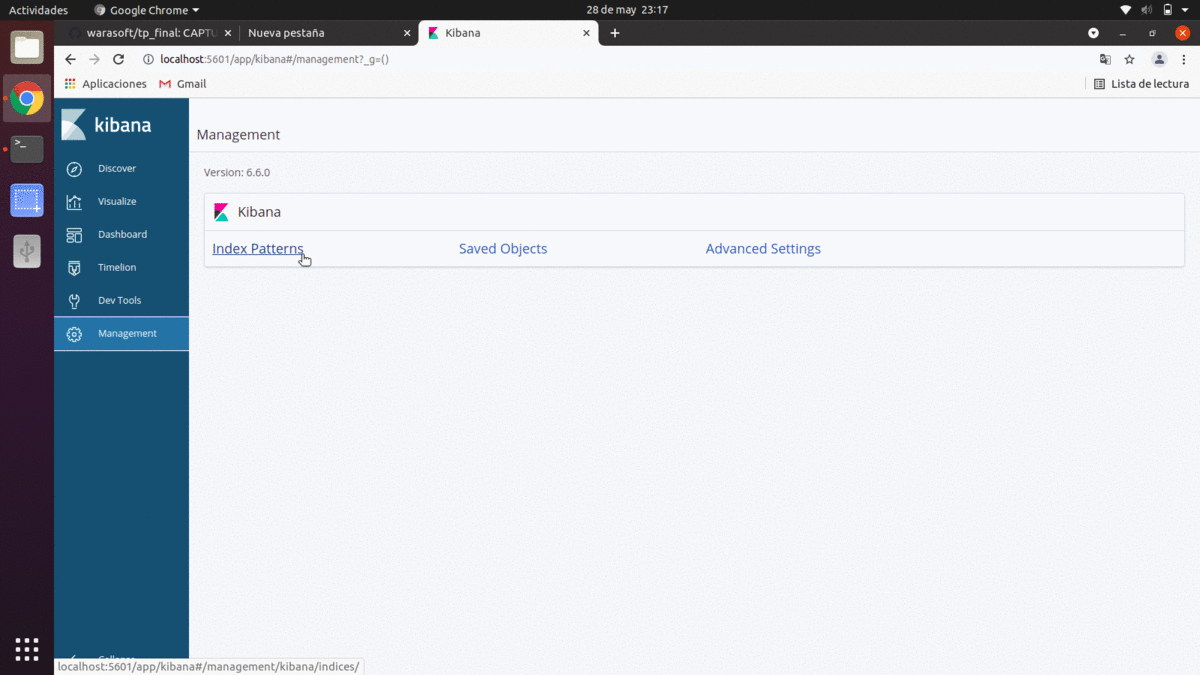 Actividades Google Chrome 28 de may 23:17
warasoft/tp_final: CAPTU Nueva pestaña Kibana
localhost:5601/app/kibana#/management?_g=()
Aplicaciones Gmail Lista de lectura
kibana
Discover
Visualize
Dashboard
Timelion
Dev Tools
Management
Management
Version: 6.6.0
Kibana
Index Patterns Saved Objects Advanced Settings
Collapse
localhost:5601/app/kibana#/management/kibana/indices/